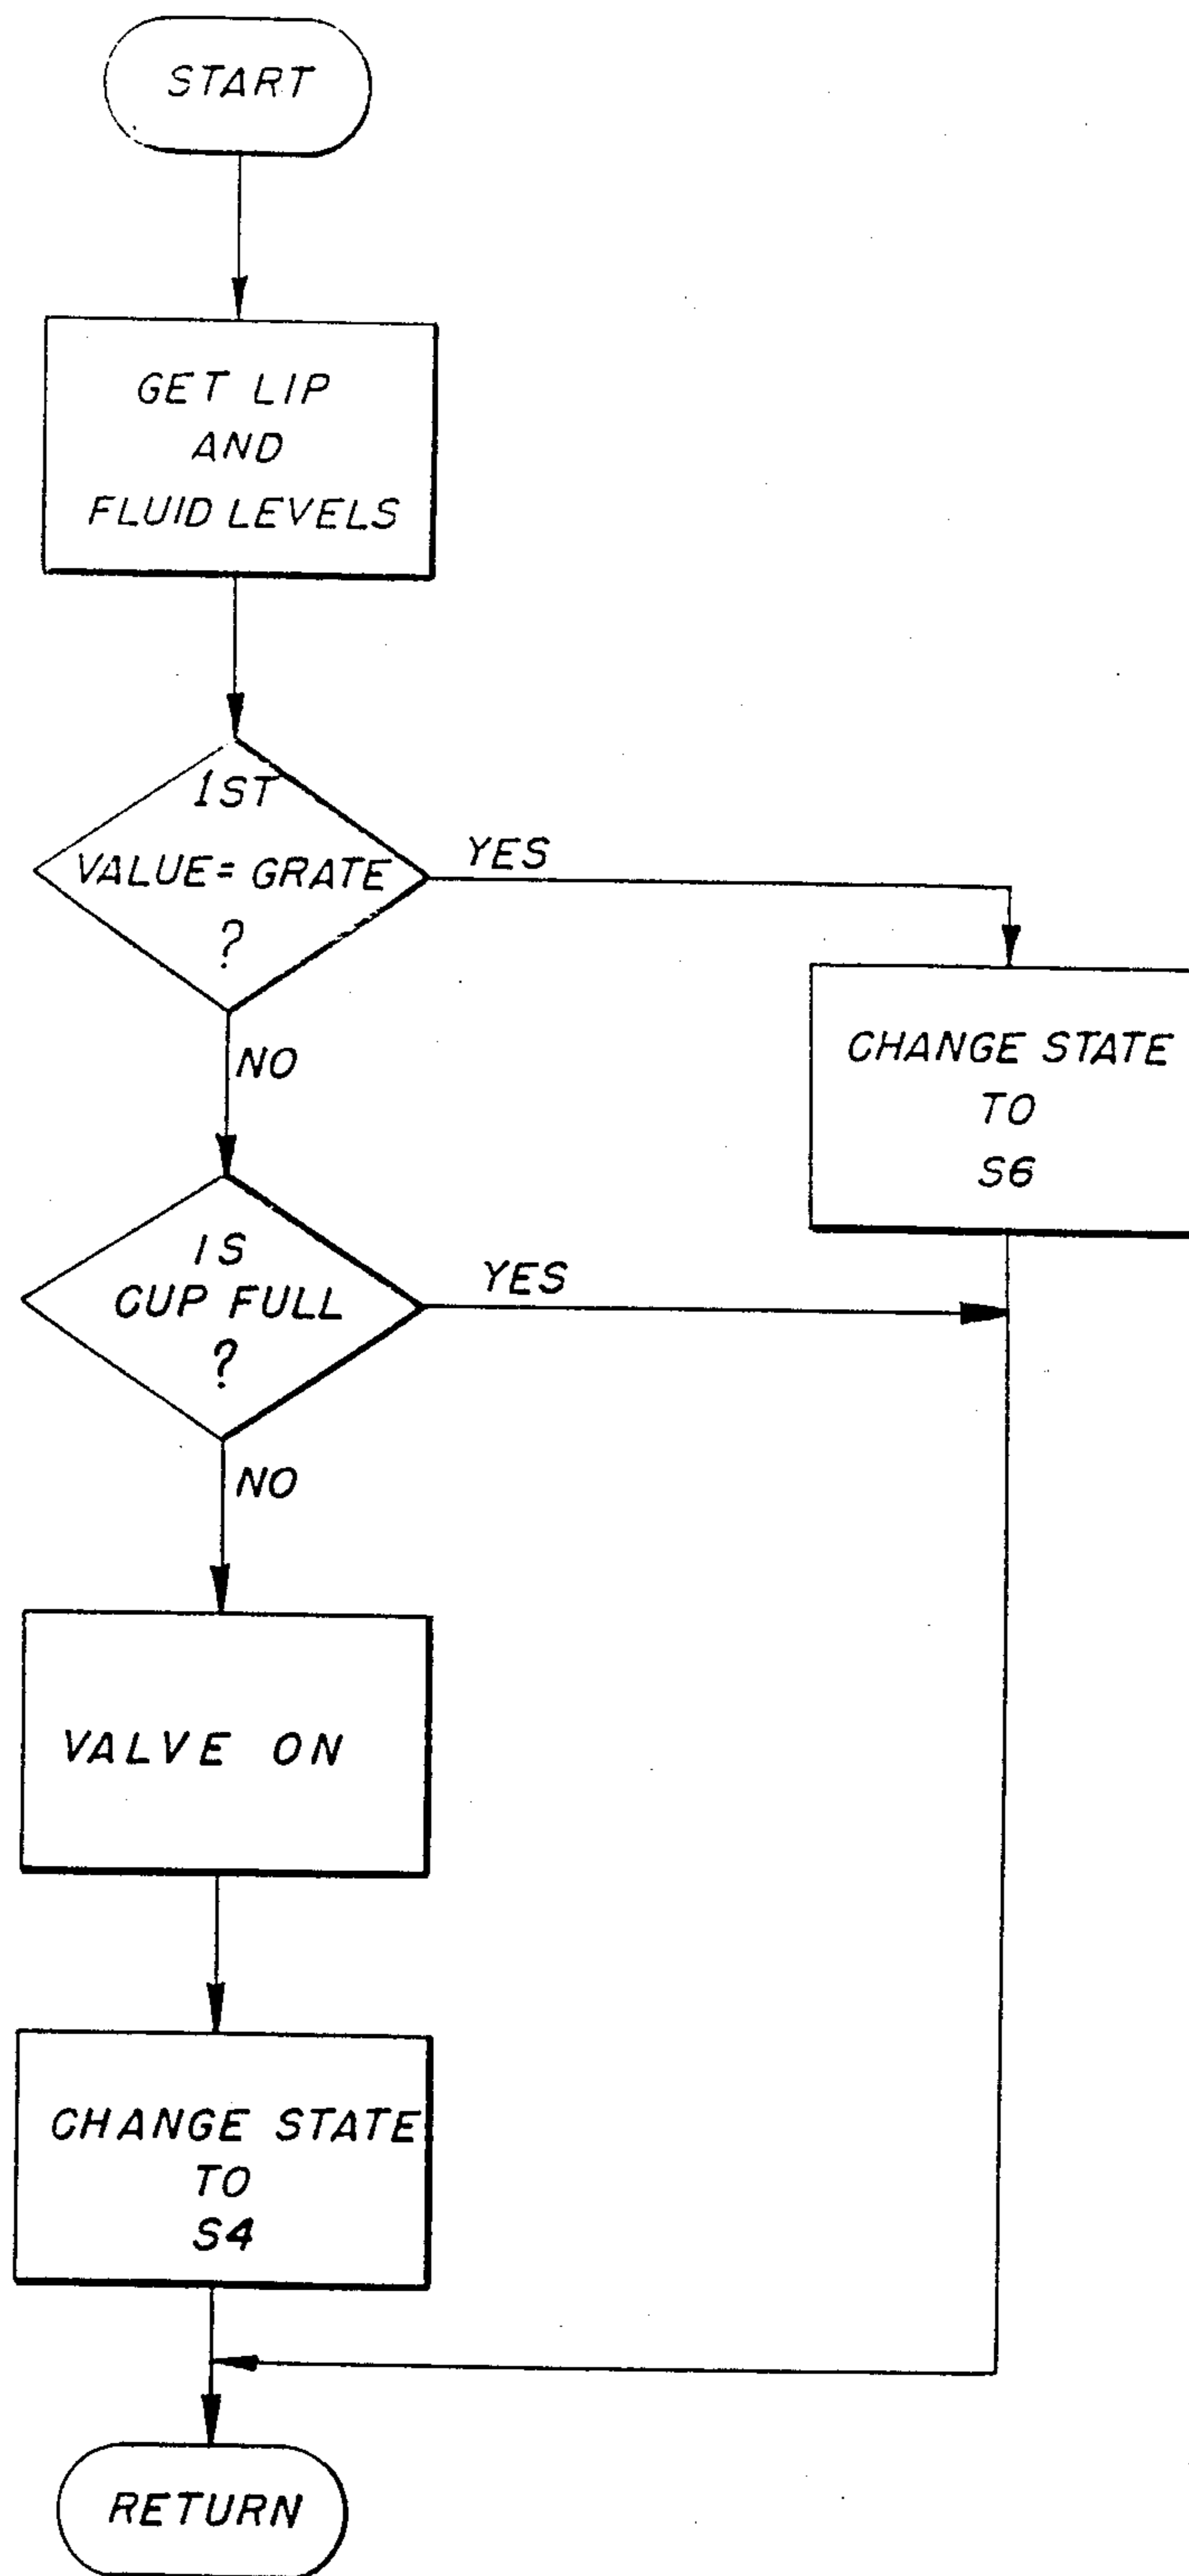 START
GET LIP
AND
FLUID LEVELS
1ST
VALUE= GRATE
?
YES
NO
CHANGE STATE
TO
S6
IS
CUP FULL
?
YES
NO
VALVE ON
CHANGE STATE
TO
S4
RETURN